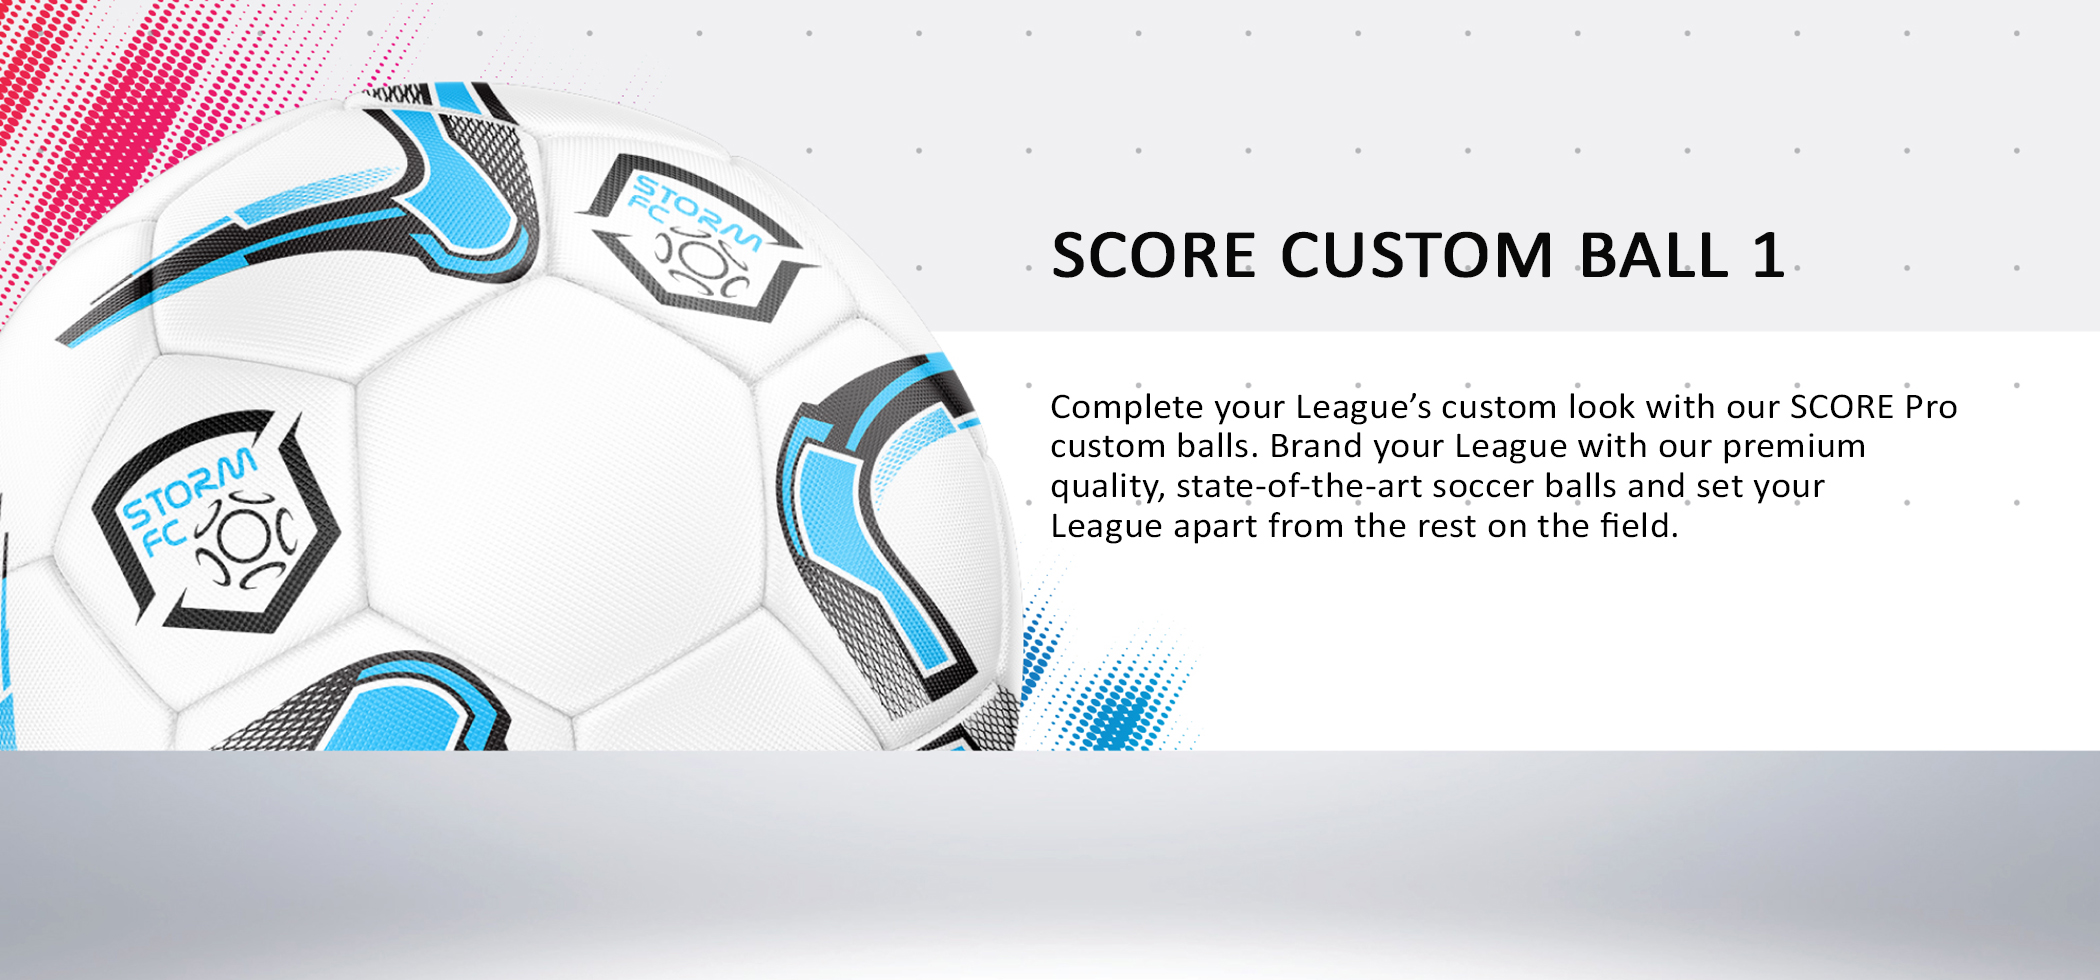 STORM
FC
SCORE CUSTOM BALL 1
Complete your League’s custom look with our SCORE Pro
custom balls. Brand your League with our premium
quality, state-of-the-art soccer balls and set your
League apart from the rest on the field.
STORM
FC